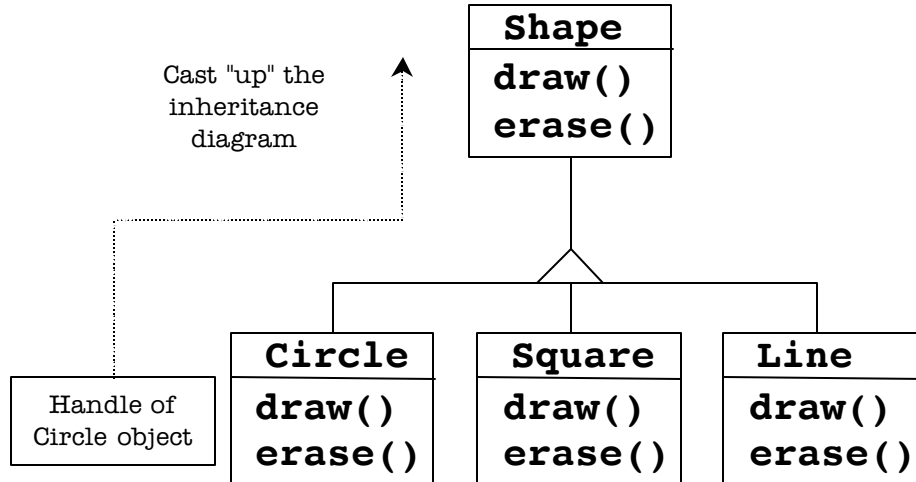 Shape
draw()
erase()
Cast "up" the
inheritance
diagram
Handle of
Circle object
Circle
draw()
erase()
Square
draw()
erase()
Line
draw()
erase()